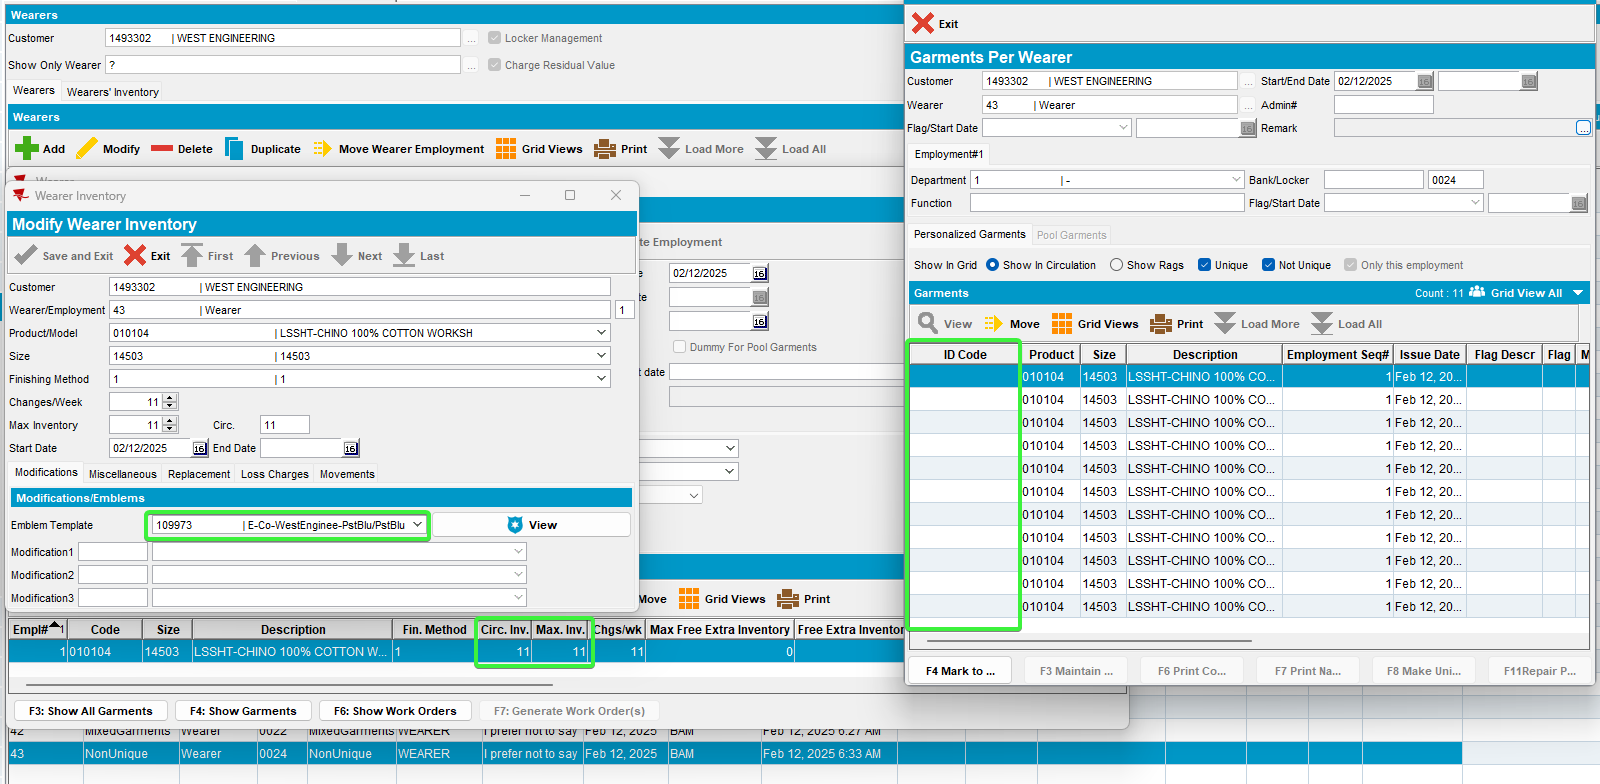 Wearers
Customer 1493302 | WEST ENGINEERING ... Locker Management
Show Only Wearer ? ... Charge Residual Value
Wearers Wearers' Inventory
Wearers
Add Modify Delete Duplicate Move Wearer Employment Grid Views Print Load More Load All
Wearer Inventory
Modify Wearer Inventory
Save and Exit Exit First Previous Next Last
Customer 1493302 | WEST ENGINEERING
Wearer/Employment 43 | Wearer 1
Product/Model 010104 | LSSHT-CHINO 100% COTTON WORKSH
Size 14503 | 14503
Finishing Method 1 | 1
Changes/Week 11
Max Inventory 11 Circ. 11
Start Date 02/12/2025 16 End Date 16
Modifications Miscellaneous Replacement Loss Charges Movements
Modifications/Emblems
Emblem Template 109973 | E-Co-WestEnginee-PstBlu/PstBlu View
Modification1
Modification2
Modification3
te Employment
e 02/12/2025 16
te 16
16
Dummy For Pool Garments
t date
Move Grid Views Print
Empl# 1 Code Size Description Fin. Method Circ. Inv. Max. Inv. Chgs/wk Max Free Extra Inventory Free Extra Inventor
1 010104 14503 LSSHT-CHINO 100% COTTON W... 1 11 11 11 0
F3: Show All Garments F4: Show Garments F6: Show Work Orders F7: Generate Work Order(s)
42 MixedGarments Wearer 0022 MixedGarments WEARER I prefer not to say Feb 12, 2025 BAM Feb 12, 2025 6:27 AM
43 NonUnique Wearer 0024 NonUnique WEARER I prefer not to say Feb 12, 2025 BAM Feb 12, 2025 6:33 AM
Exit
Garments Per Wearer
Customer 1493302 | WEST ENGINEERING ... Start/End Date 02/12/2025 16 16
Wearer 43 | Wearer ... Admin#
Flag/Start Date 16 Remark ...
Employment#1
Department 1 | - Bank/Locker 0024
Function Flag/Start Date 16
Personalized Garments Pool Garments
Show In Grid Show In Circulation Show Rags Unique Not Unique Only this employment
Garments Count : 11 Grid View All
View Move Grid Views Print Load More Load All
ID Code Product Size Description Employment Seq# Issue Date Flag Descr Flag M
010104 14503 LSSHT-CHINO 100% CO... 1 Feb 12, 20...
010104 14503 LSSHT-CHINO 100% CO... 1 Feb 12, 20...
010104 14503 LSSHT-CHINO 100% CO... 1 Feb 12, 20...
010104 14503 LSSHT-CHINO 100% CO... 1 Feb 12, 20...
010104 14503 LSSHT-CHINO 100% CO... 1 Feb 12, 20...
010104 14503 LSSHT-CHINO 100% CO... 1 Feb 12, 20...
010104 14503 LSSHT-CHINO 100% CO... 1 Feb 12, 20...
010104 14503 LSSHT-CHINO 100% CO... 1 Feb 12, 20...
010104 14503 LSSHT-CHINO 100% CO... 1 Feb 12, 20...
010104 14503 LSSHT-CHINO 100% CO... 1 Feb 12, 20...
010104 14503 LSSHT-CHINO 100% CO... 1 Feb 12, 20...
F4 Mark to ... F3 Maintain ... F6 Print Co... F7 Print Na... F8 Make Uni... F11Repair P...